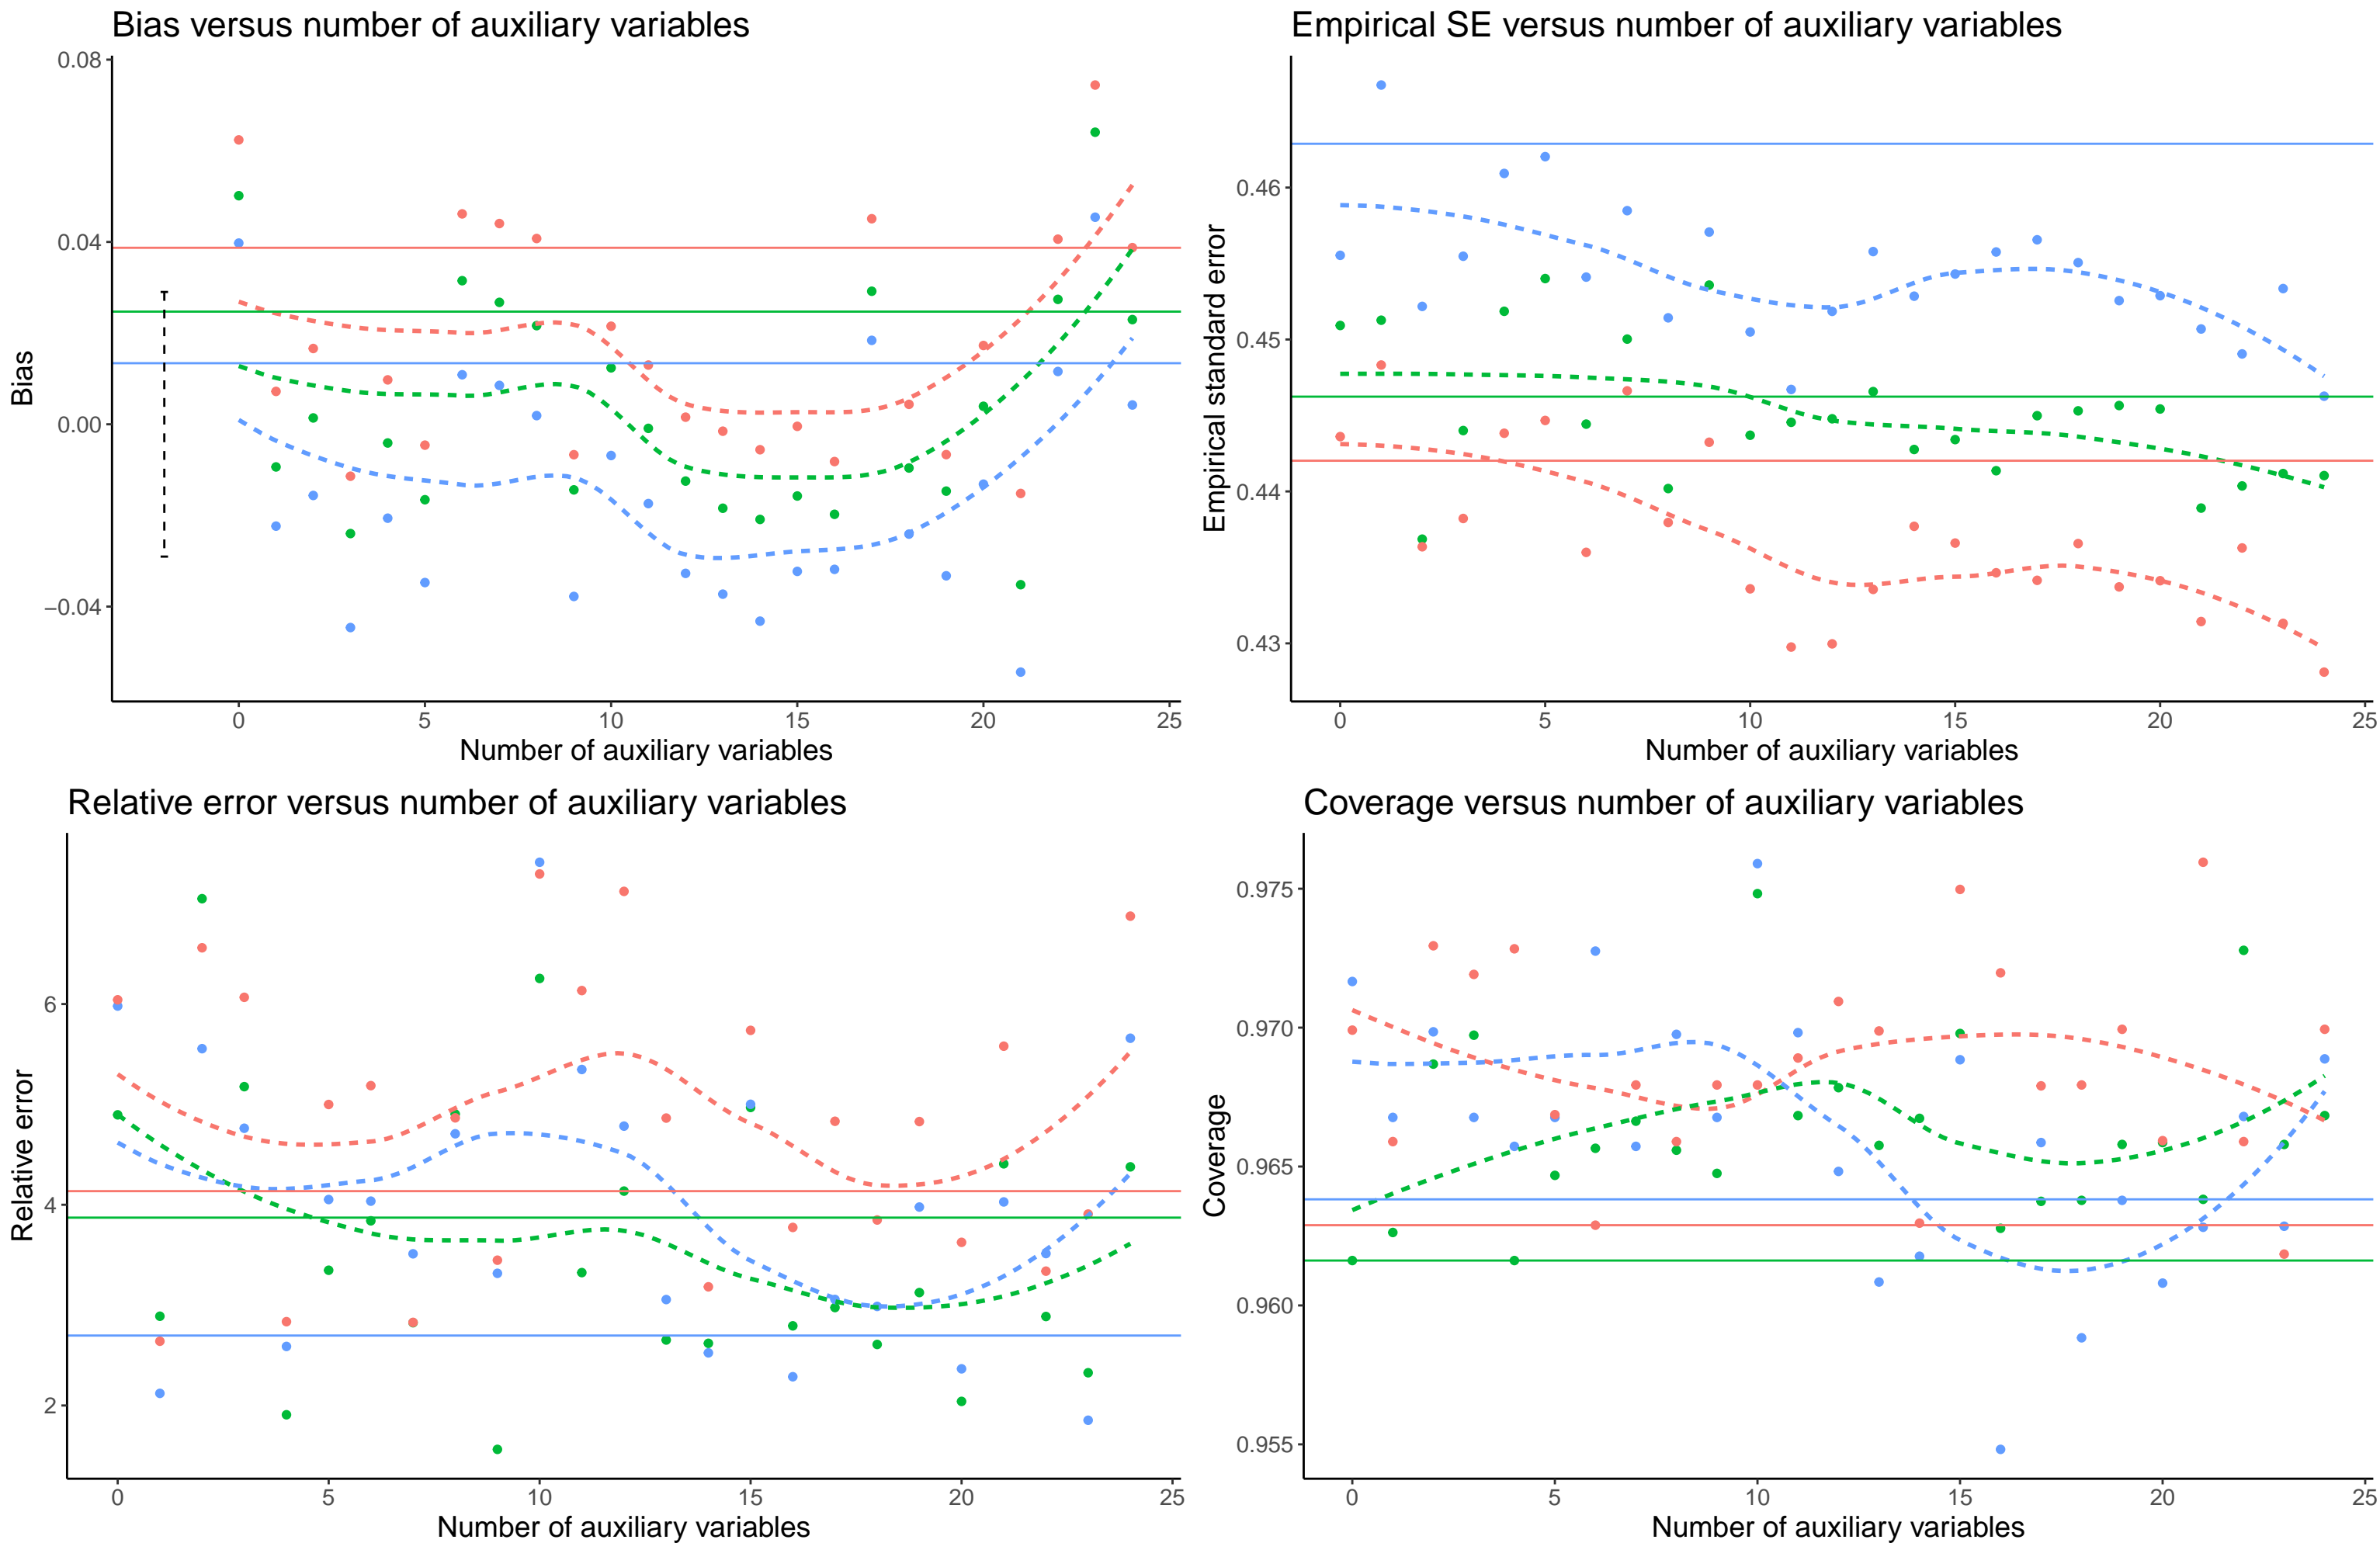 Bias versus number of auxiliary variables
0.08
0.04
0.00
−0.04
Bias
0 5 10 15 20 25
Number of auxiliary variables
Empirical SE versus number of auxiliary variables
0.46
0.45
0.44
0.43
Empirical standard error
0 5 10 15 20 25
Number of auxiliary variables
Relative error versus number of auxiliary variables
6
4
2
Relative error
0 5 10 15 20 25
Number of auxiliary variables
Coverage versus number of auxiliary variables
0.975
0.970
0.965
0.960
0.955
Coverage
0 5 10 15 20 25
Number of auxiliary variables